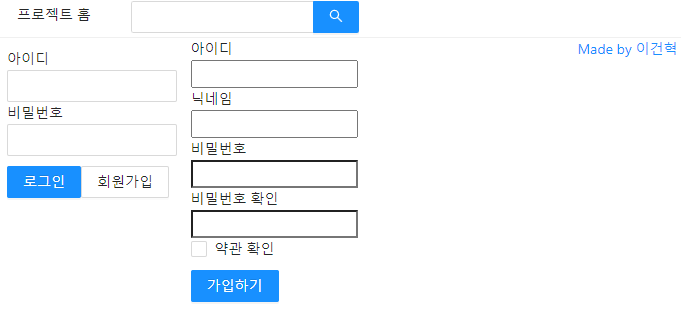 프로젝트 홈
아이디
비밀번호
로그인 회원가입
아이디
닉네임
비밀번호
비밀번호 확인
약관 확인
가입하기
Made by 이건혁